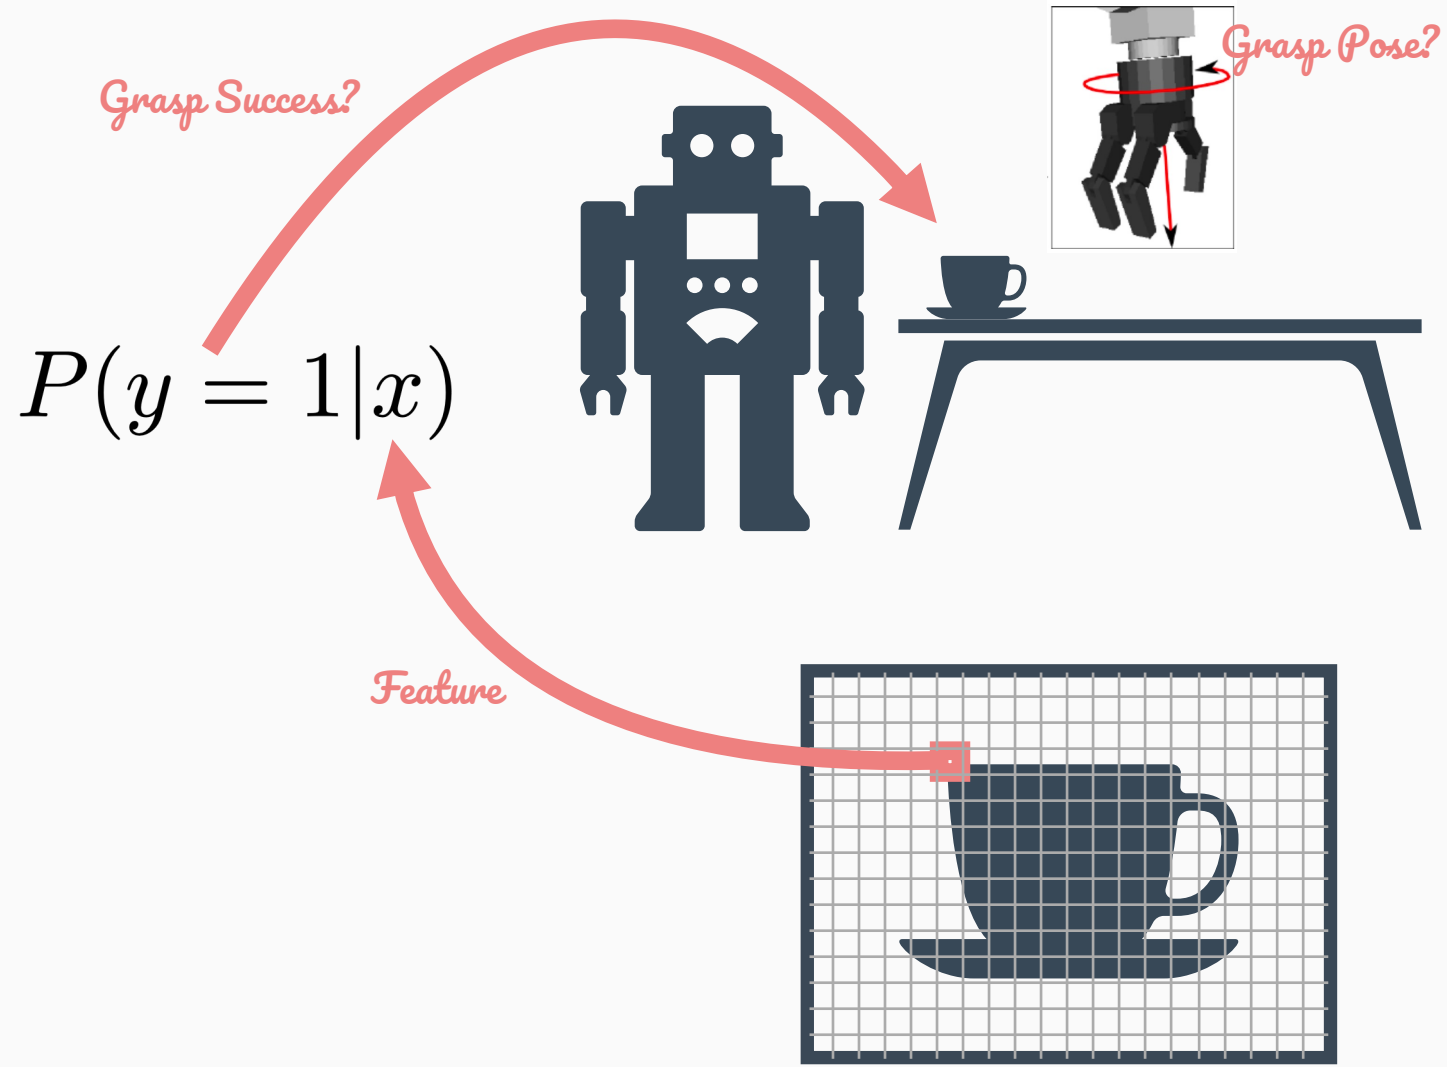 Grasp Pose?
Grasp Success?
P(y = 1|x)
Feature